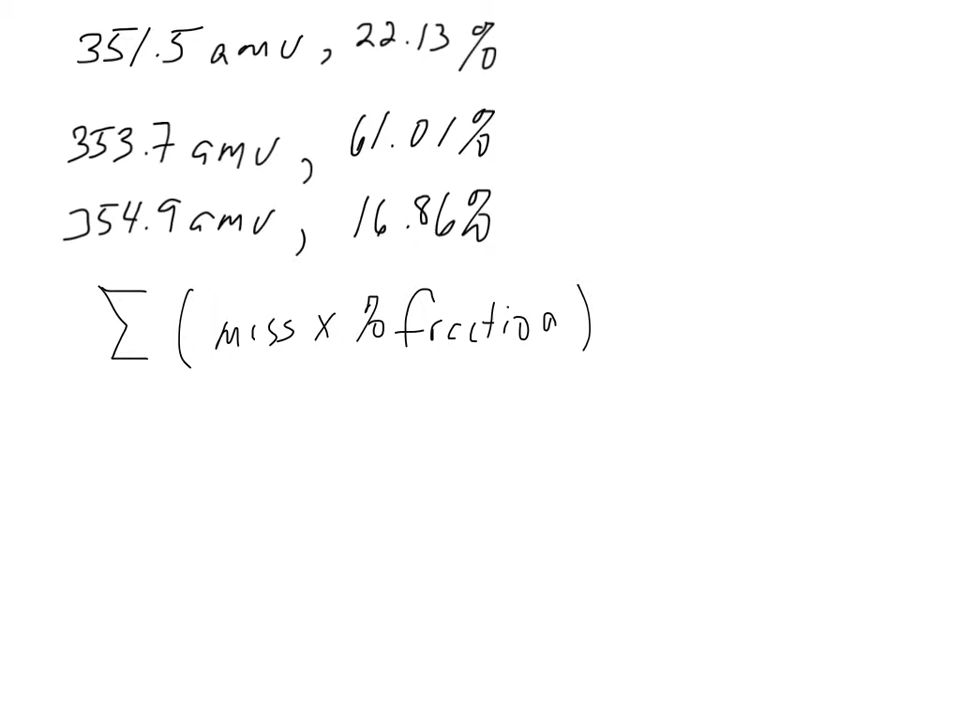 351.5 amu, 22.13%
353.7 amu, 61.01%
354.9 amu, 16.86%
∑ (mass x % fraction)